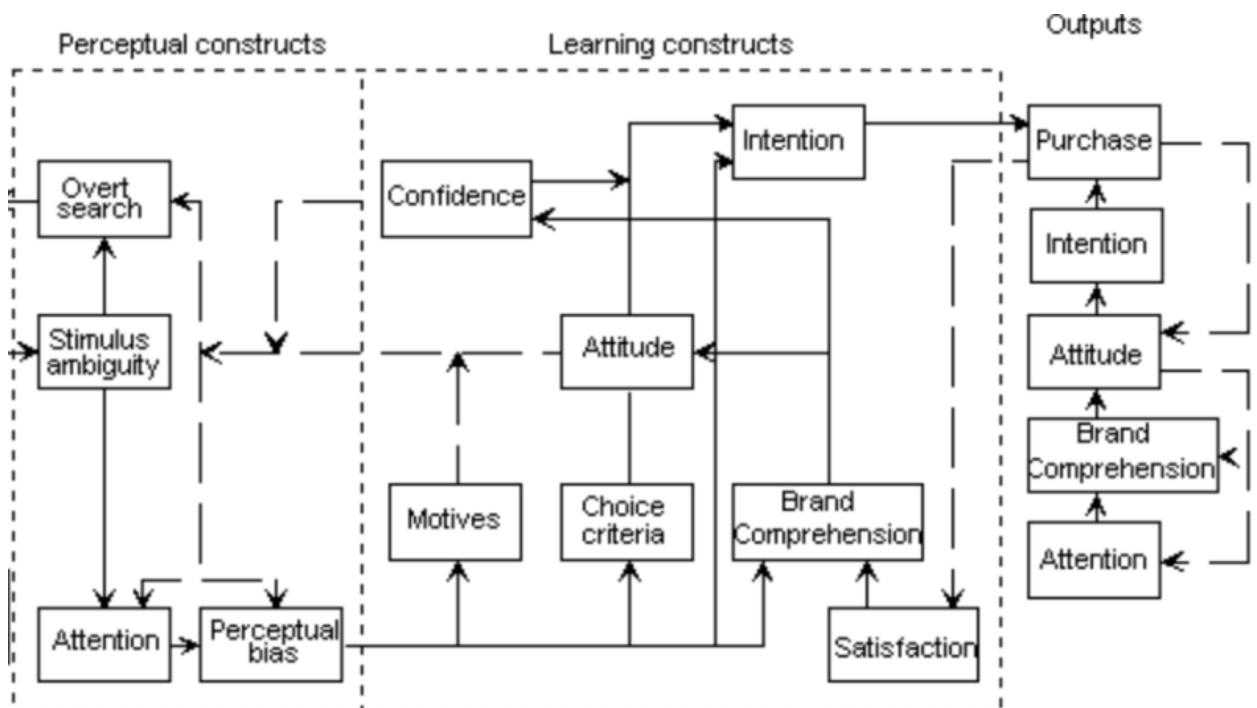 Perceptual constructs
Learning constructs
Outputs
Overt
search
Stimulus
ambiguity
Attention
Perceptual
bias
Confidence
Intention
Attitude
Motives
Choice
criteria
Brand
Comprehension
Satisfaction
Purchase
Intention
Attitude
Brand
Comprehension
Attention